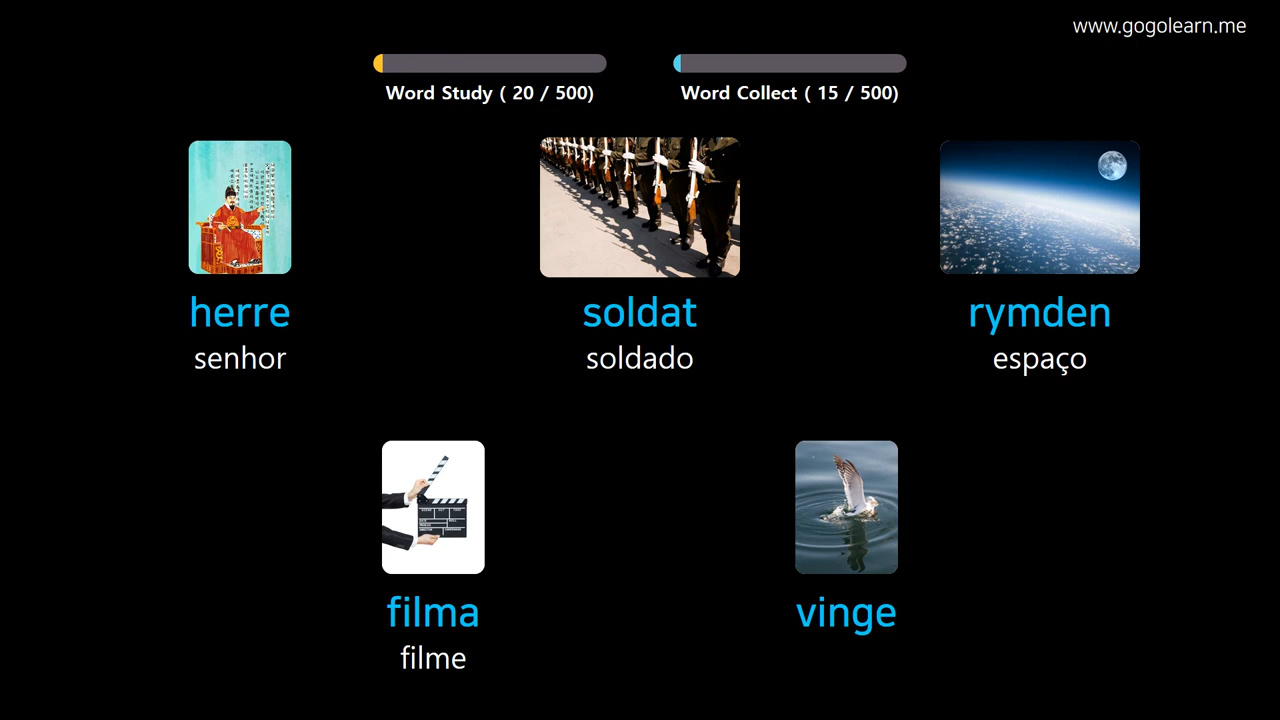 www.gogolearn.me
Word Study ( 20 / 500)
Word Collect ( 15 / 500)
herre
senhor
soldat
soldado
rymden
espaço
filma
filme
vinge